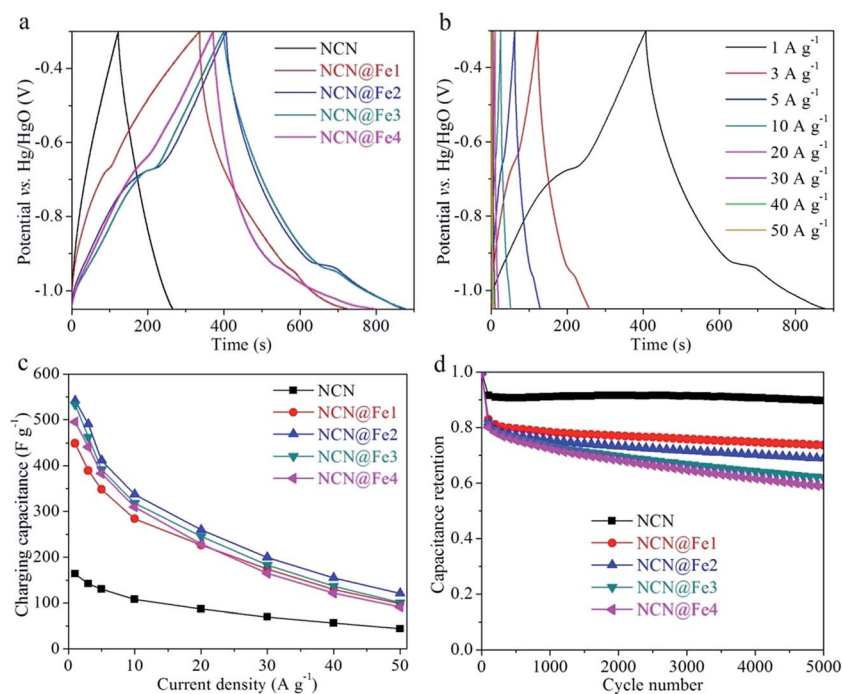 a
Potential vs. Hg/HgO (V)
-0.4
-0.6
-0.8
-1.0
0
200
400
600
800
Time (s)
NCN
NCN@Fe1
NCN@Fe2
NCN@Fe3
NCN@Fe4
b
Potential vs. Hg/HgO (V)
-0.4
-0.6
-0.8
-1.0
0
200
400
600
800
Time (s)
1 A g⁻¹
3 A g⁻¹
5 A g⁻¹
10 A g⁻¹
20 A g⁻¹
30 A g⁻¹
40 A g⁻¹
50 A g⁻¹
c
Charging capacitance (F g⁻¹)
600
550
500
450
400
350
300
250
200
150
100
50
0
0
10
20
30
40
50
Current density (A g⁻¹)
NCN
NCN@Fe1
NCN@Fe2
NCN@Fe3
NCN@Fe4
d
Capacitance retention
1.0
0.8
0.6
0.4
0.2
0.0
0
1000
2000
3000
4000
5000
Cycle number
NCN
NCN@Fe1
NCN@Fe2
NCN@Fe3
NCN@Fe4